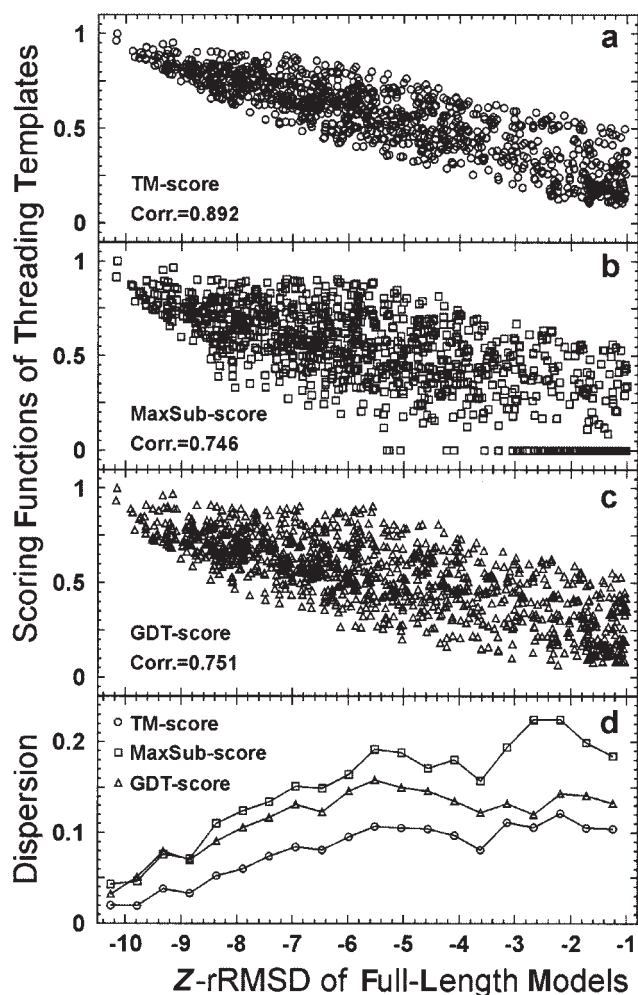 Scoring Functions of Threading Templates
Dispersion
1
a
0.5
TM-score
Corr.=0.892
0
1
b
0.5
MaxSub-score
Corr.=0.746
0
1
c
0.5
GDT-score
Corr.=0.751
0
d
TM-score
MaxSub-score
GDT-score
0.2
0.1
0
-10 -9 -8 -7 -6 -5 -4 -3 -2 -1
Z-rRMSD of Full-Length Models